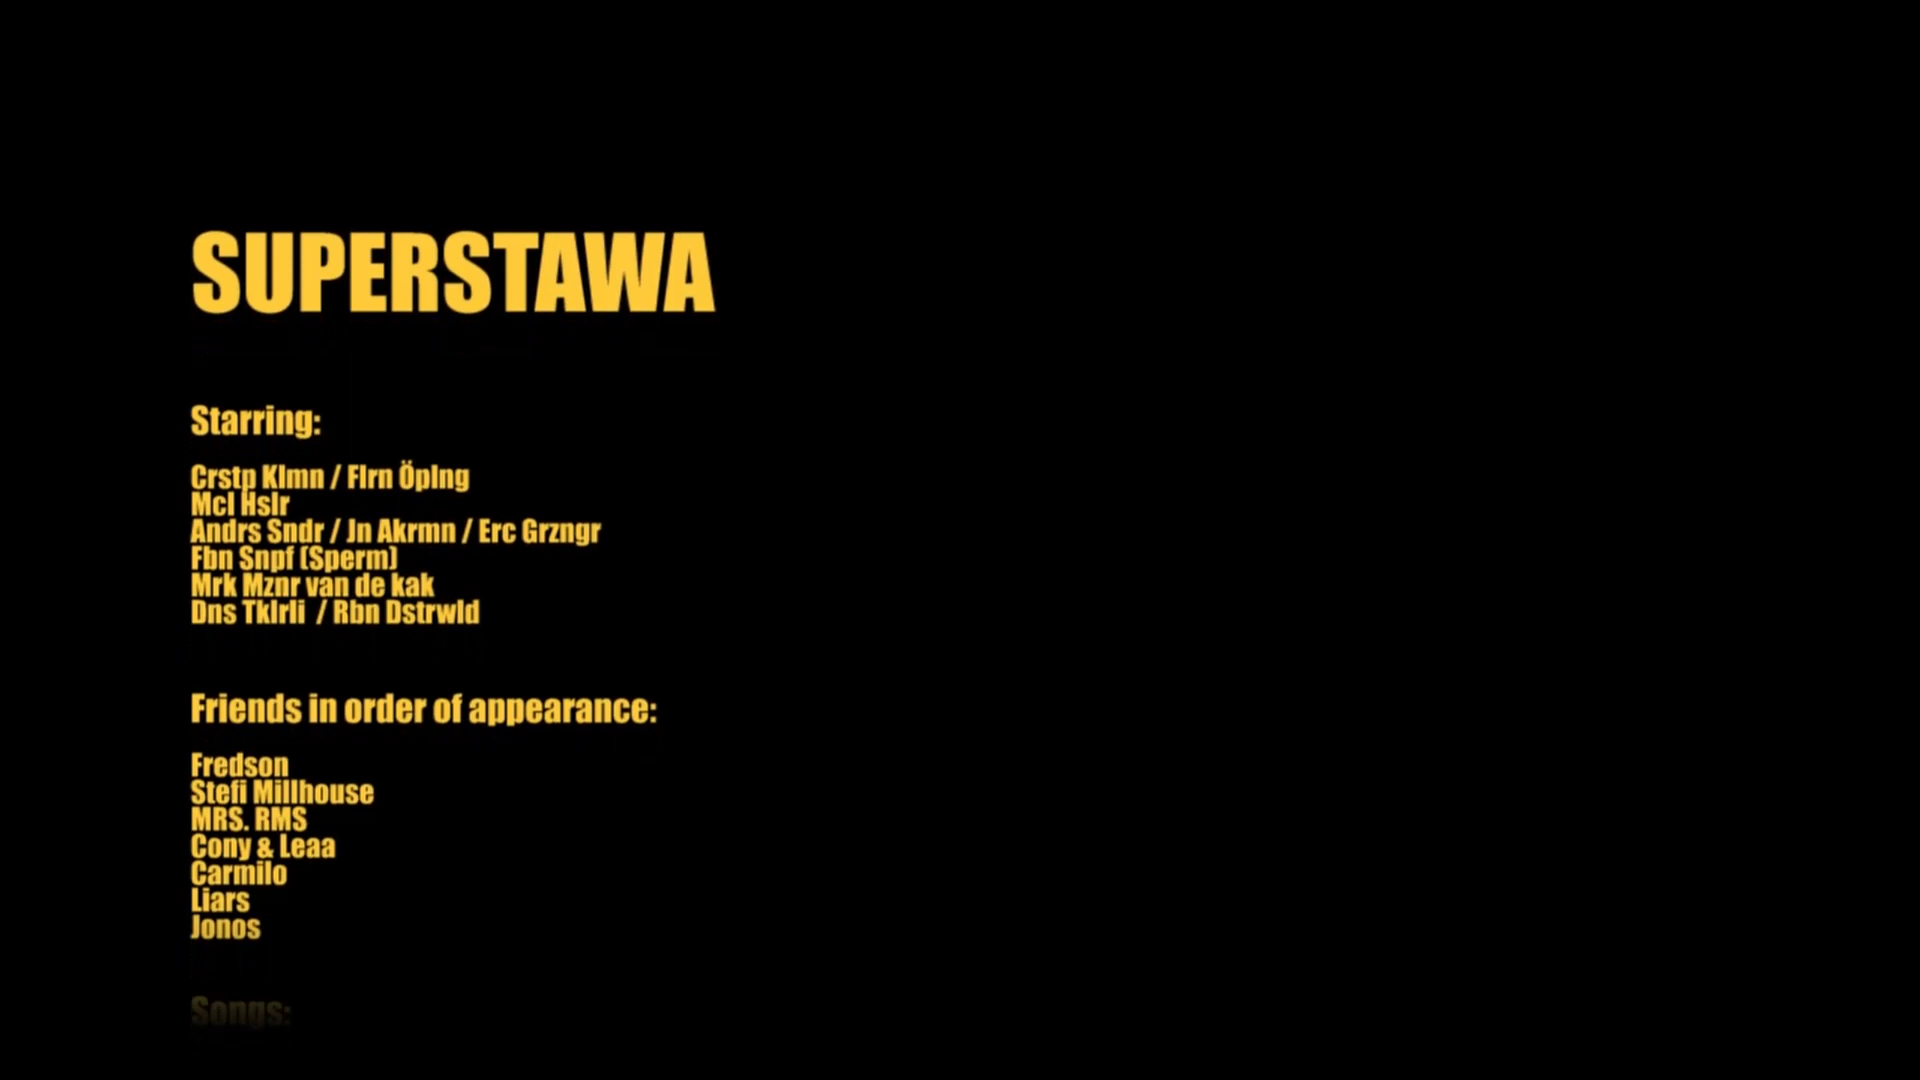 SUPERSTAWA
Starring:
Crstp Klmn / Flrn Öplng
Mcl Hslr
Andrs Sndr / Jn Akrmn / Erc Grzngr
Fbn Snpf (Sperm)
Mrk Mznr van de kak
Dns Tklrli / Rbn Dstrwld
Friends in order of appearance:
Fredson
Stefi Millhouse
MRS. RMS
Cony & Leaa
Carmilo
Liars
Jonos
Songs: